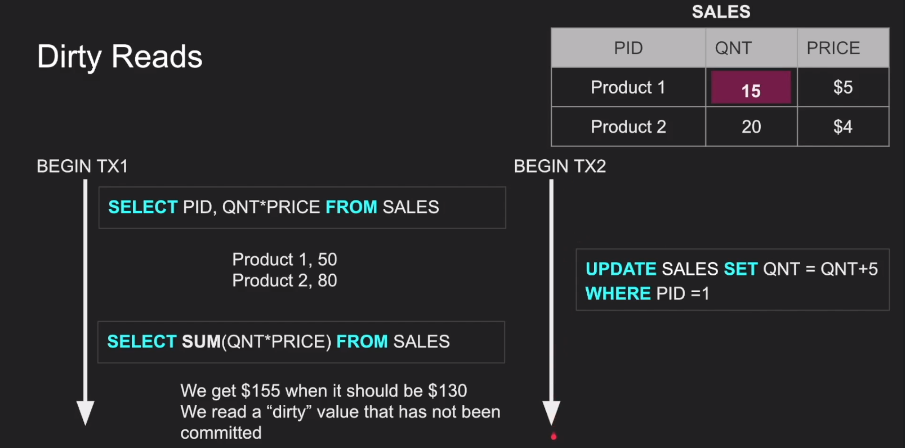 SALES
Dirty Reads
PID QNT PRICE
Product 1 15 $5
Product 2 20 $4
BEGIN TX1
BEGIN TX2
SELECT PID, QNT*PRICE FROM SALES
Product 1, 50
Product 2, 80
UPDATE SALES SET QNT = QNT+5
WHERE PID =1
SELECT SUM(QNT*PRICE) FROM SALES
We get $155 when it should be $130
We read a “dirty” value that has not been
committed